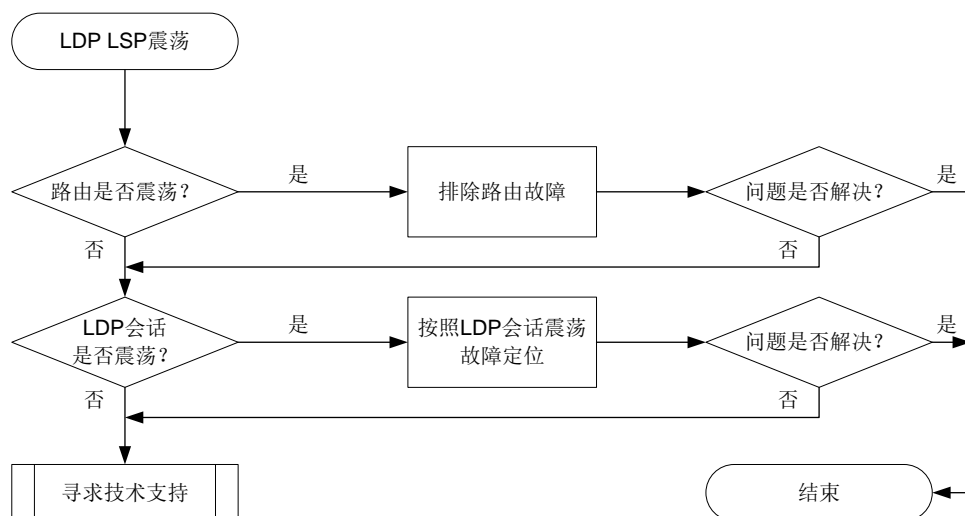 LDP LSP震荡
路由是否震荡？
是
排除路由故障
问题是否解决？
是
否
否
LDP会话
是否震荡？
是
按照LDP会话震荡
故障定位
问题是否解决？
是
否
否
寻求技术支持
结束